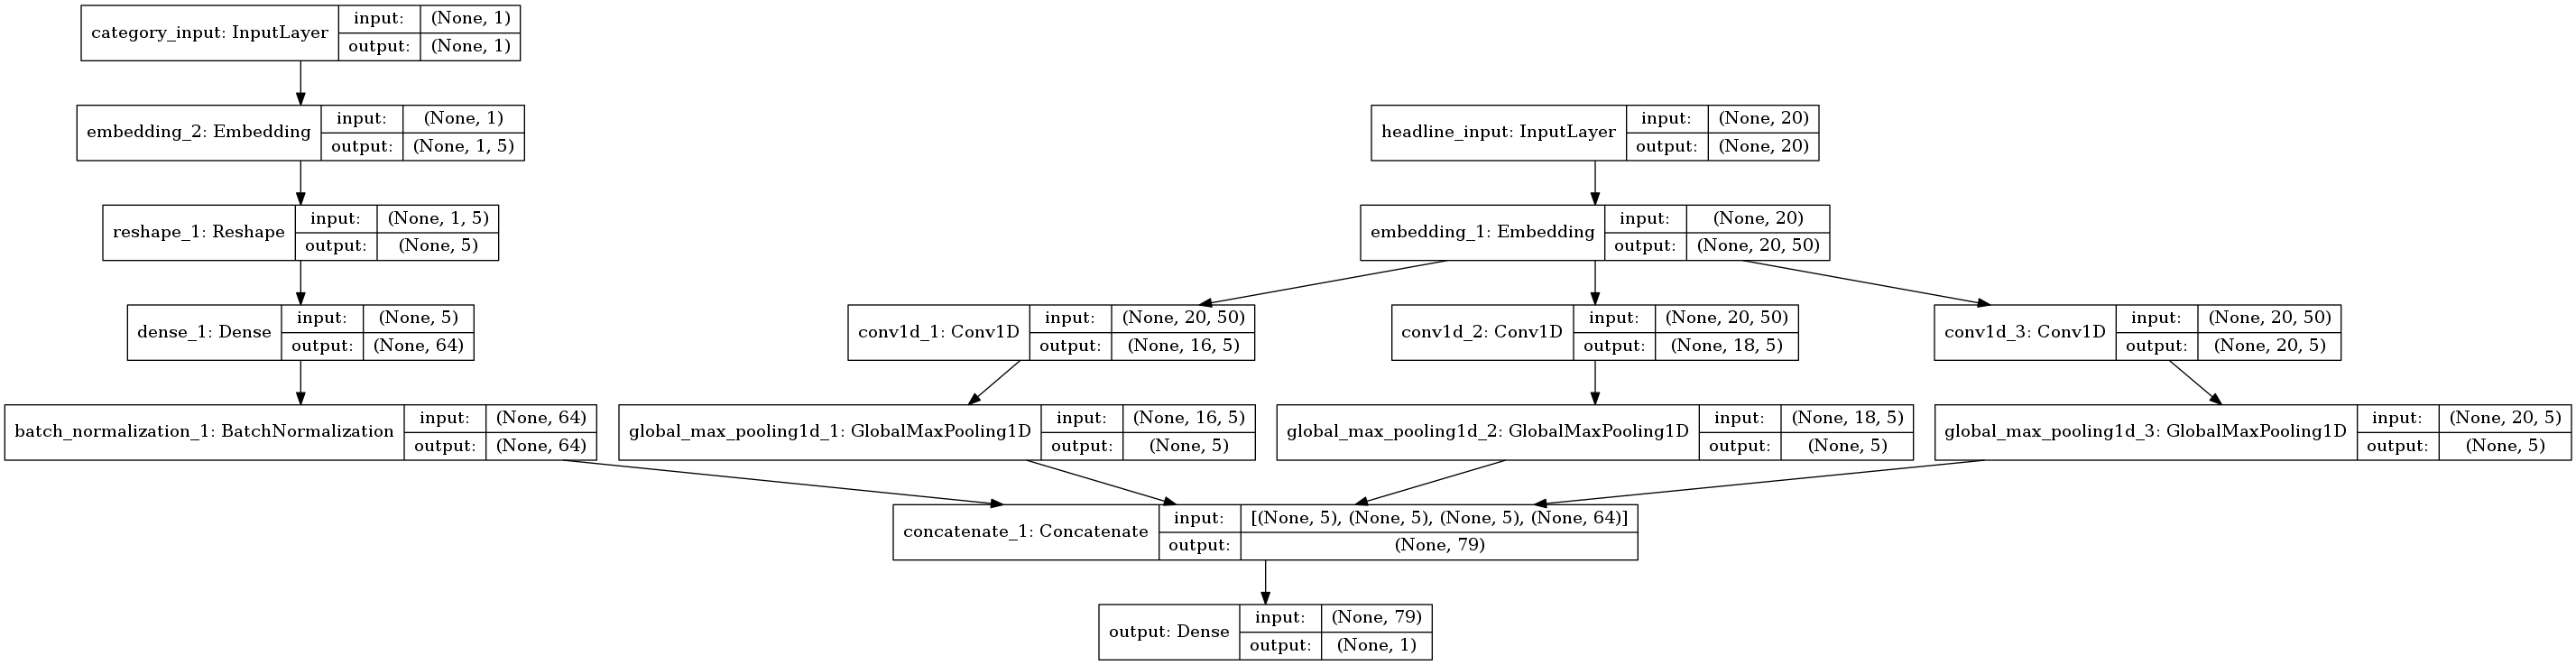 category_input: InputLayer
input: (None, 1)
output: (None, 1)
embedding_2: Embedding
input: (None, 1)
output: (None, 1, 5)
headline_input: InputLayer
input: (None, 20)
output: (None, 20)
reshape_1: Reshape
input: (None, 1, 5)
output: (None, 5)
embedding_1: Embedding
input: (None, 20)
output: (None, 20, 50)
dense_1: Dense
input: (None, 5)
output: (None, 64)
conv1d_1: Conv1D
input: (None, 20, 50)
output: (None, 16, 5)
conv1d_2: Conv1D
input: (None, 20, 50)
output: (None, 18, 5)
conv1d_3: Conv1D
input: (None, 20, 50)
output: (None, 20, 5)
batch_normalization_1: BatchNormalization
input: (None, 64)
output: (None, 64)
global_max_pooling1d_1: GlobalMaxPooling1D
input: (None, 16, 5)
output: (None, 5)
global_max_pooling1d_2: GlobalMaxPooling1D
input: (None, 18, 5)
output: (None, 5)
global_max_pooling1d_3: GlobalMaxPooling1D
input: (None, 20, 5)
output: (None, 5)
concatenate_1: Concatenate
input: [(None, 5), (None, 5), (None, 5), (None, 64)]
output: (None, 79)
output: Dense
input: (None, 79)
output: (None, 1)